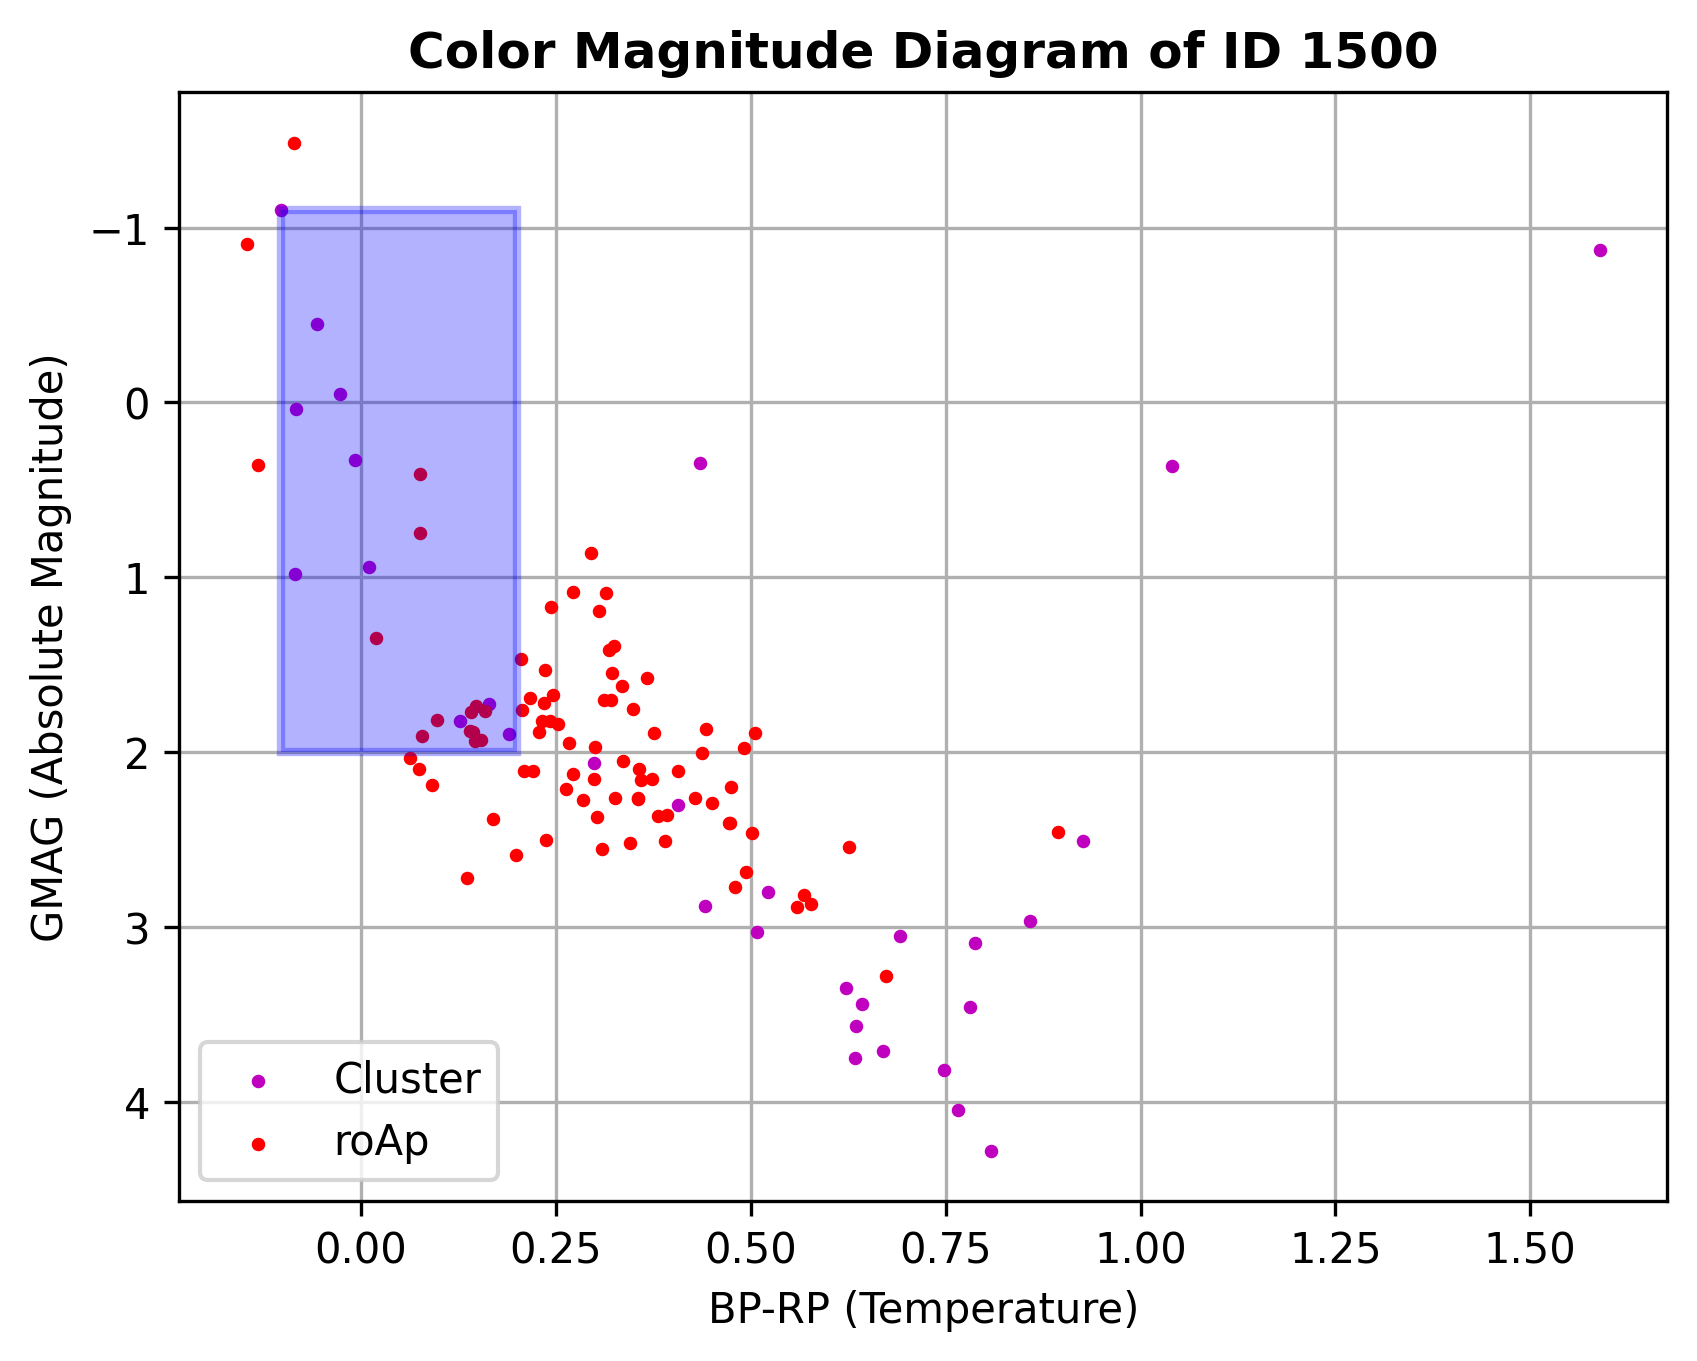 Color Magnitude Diagram of ID 1500
GMAG (Absolute Magnitude)
−1
0
1
2
3
4
Cluster
roAp
0.00 0.25 0.50 0.75 1.00 1.25 1.50
BP-RP (Temperature)